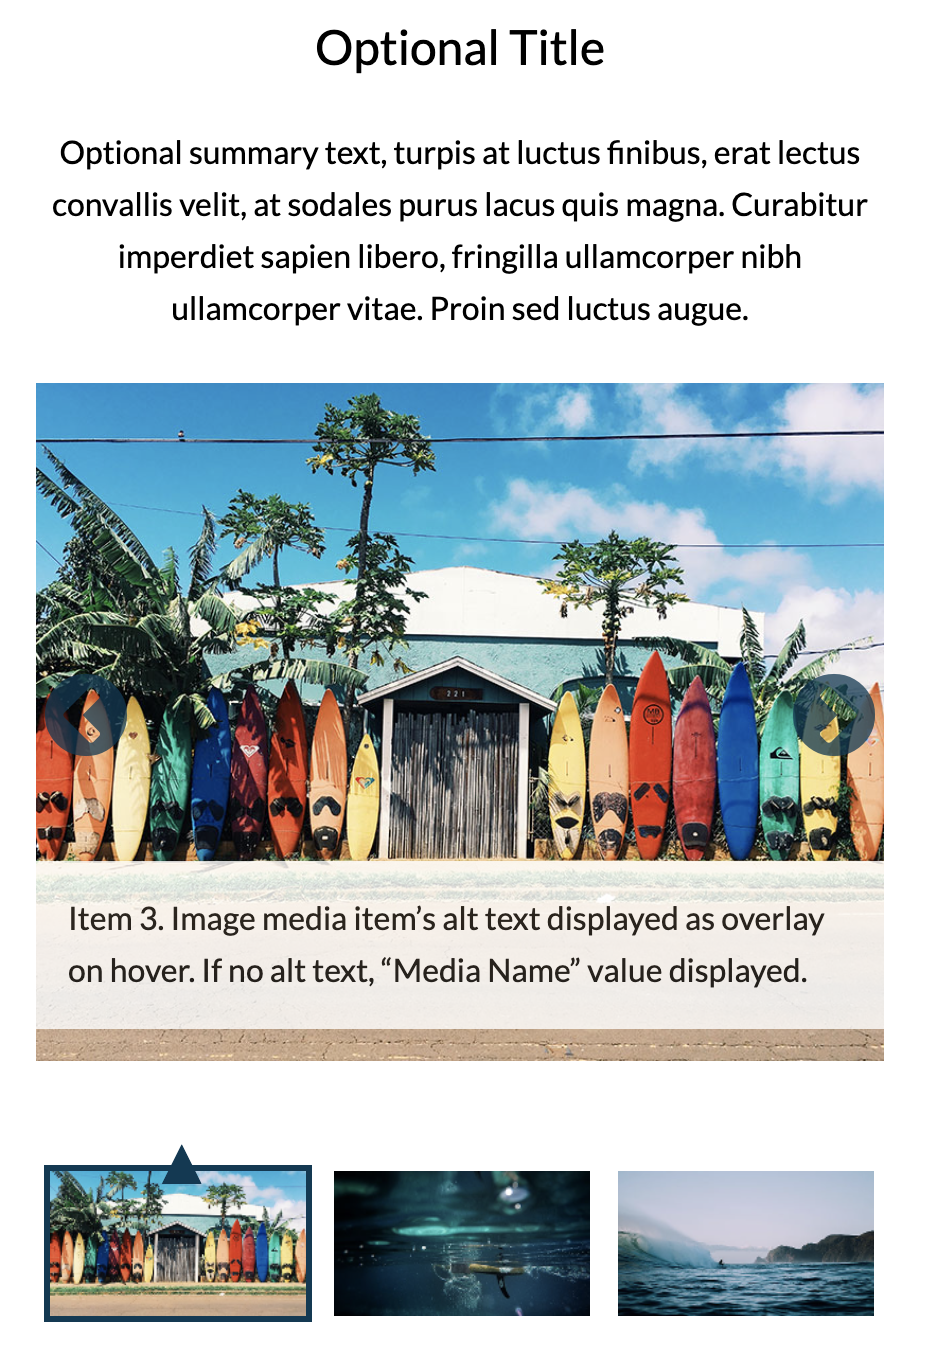 Optional Title
Optional summary text, turpis at luctus finibus, erat lectus
convallis velit, at sodales purus lacus quis magna. Curabitur
imperdiet sapien libero, fringilla ullamcorper nibh
ullamcorper vitae. Proin sed luctus augue.
221
Item 3. Image media item’s alt text displayed as overlay
on hover. If no alt text, “Media Name” value displayed.